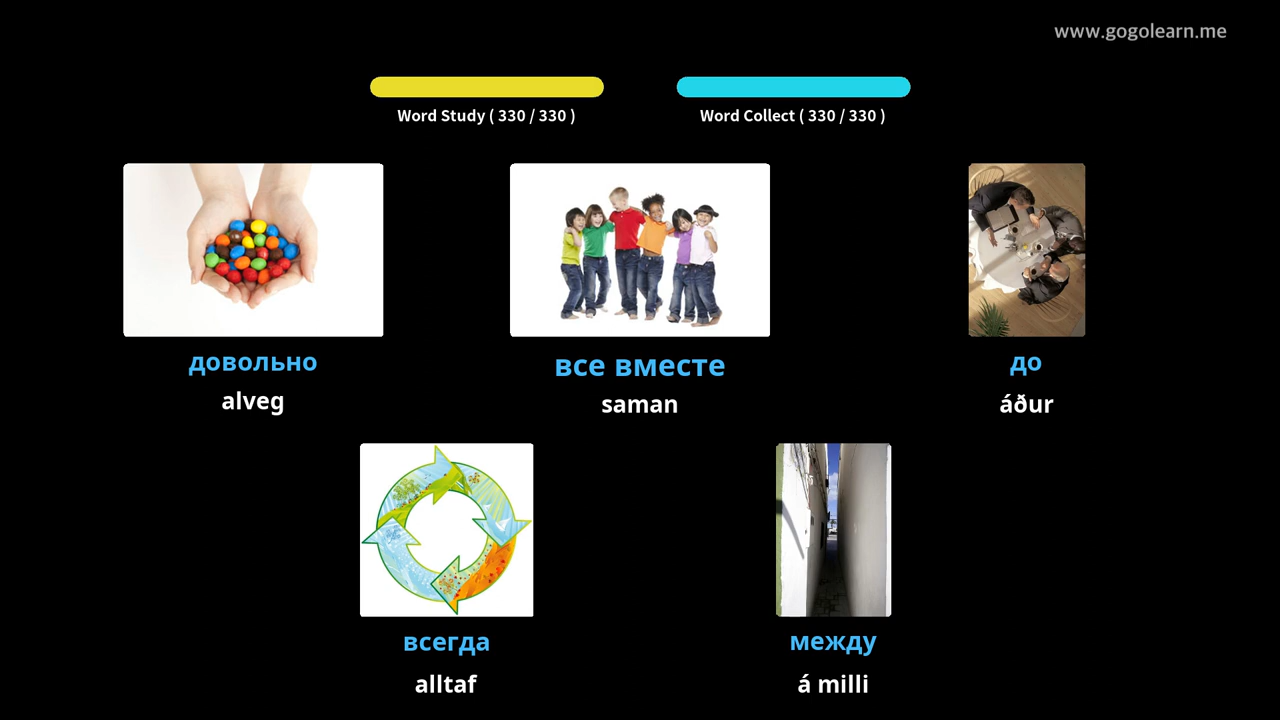 www.gogolearn.me
Word Study ( 330 / 330 )
Word Collect ( 330 / 330 )
довольно
alveg
все вместе
saman
до
áður
всегда
alltaf
между
á milli